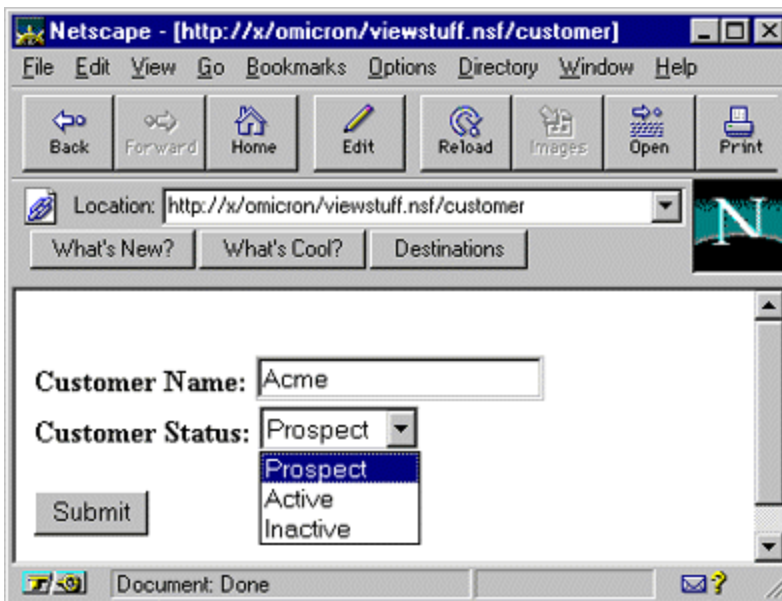 Netscape - [http://x/omicron/viewstuff.nsf/customer]
File Edit View Go Bookmarks Options Directory Window Help
Back Forward Home Edit Reload Images Open Print
Location: http://x/omicron/viewstuff.nsf/customer
N
What's New? What's Cool? Destinations
Customer Name: Acme
Customer Status: Prospect
Prospect
Active
Submit
Inactive
Document: Done
?